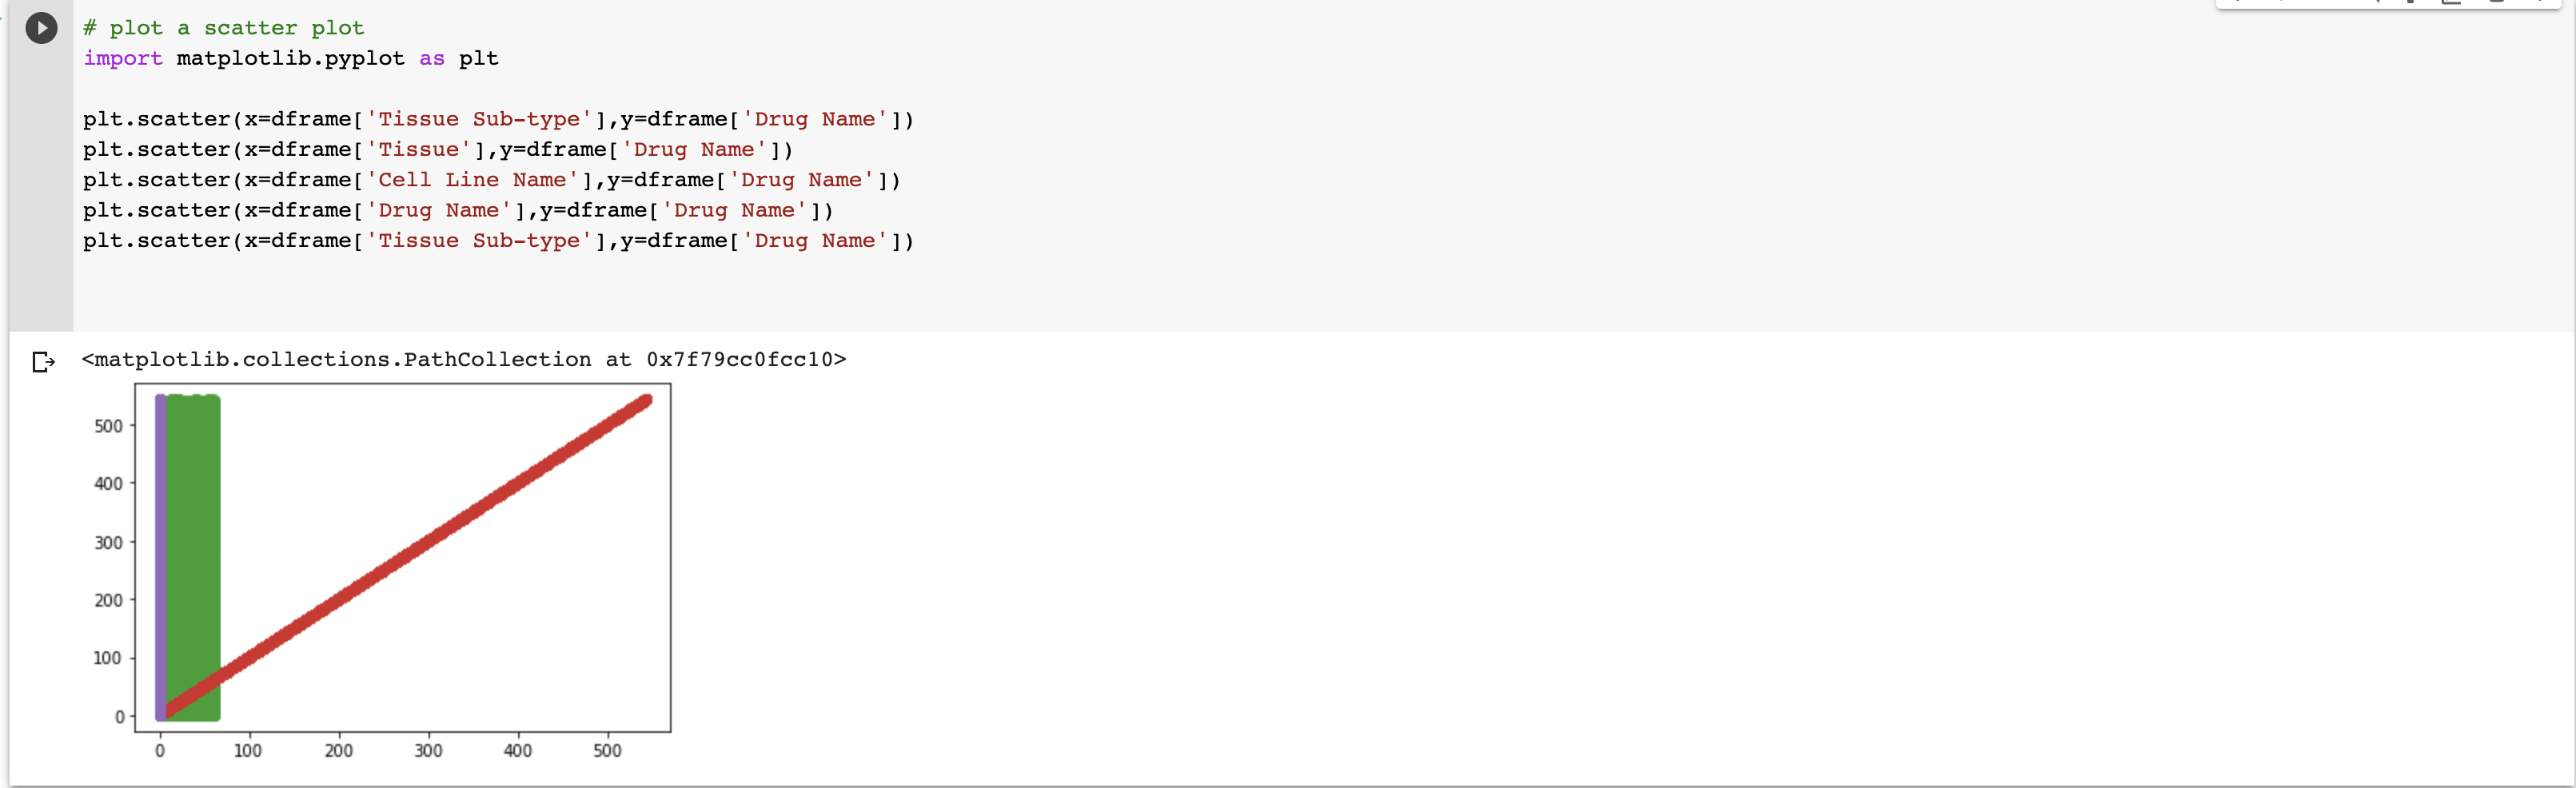 # plot a scatter plot
import matplotlib.pyplot as plt
plt.scatter(x=dframe['Tissue Sub-type'],y=dframe['Drug Name'])
plt.scatter(x=dframe['Tissue'],y=dframe['Drug Name'])
plt.scatter(x=dframe['Cell Line Name'],y=dframe['Drug Name'])
plt.scatter(x=dframe['Drug Name'],y=dframe['Drug Name'])
plt.scatter(x=dframe['Tissue Sub-type'],y=dframe['Drug Name'])
<matplotlib.collections.PathCollection at 0x7f79cc0fcc10>
500
400
300
200
100
0
0 100 200 300 400 500